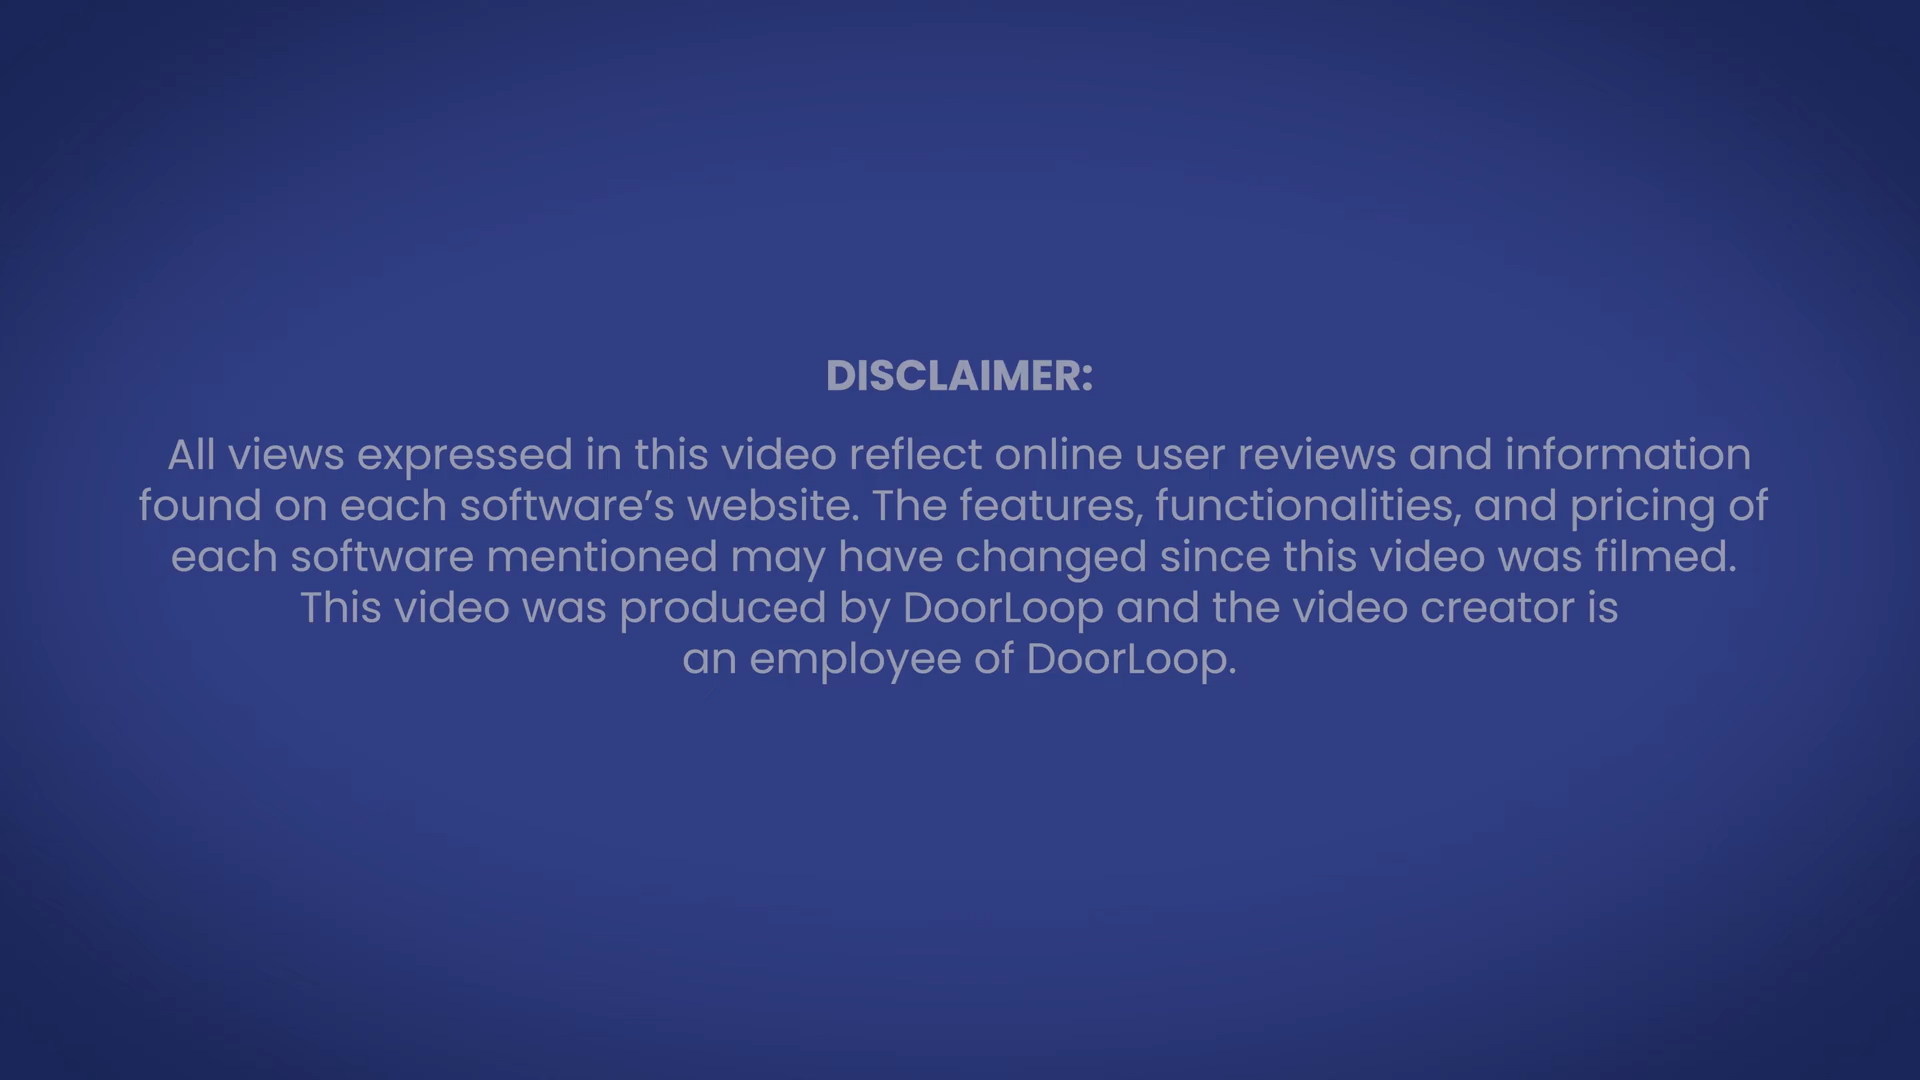 DISCLAIMER:
All views expressed in this video reflect online user reviews and information
found on each software’s website. The features, functionalities, and pricing of
each software mentioned may have changed since this video was filmed.
This video was produced by DoorLoop and the video creator is
an employee of DoorLoop.